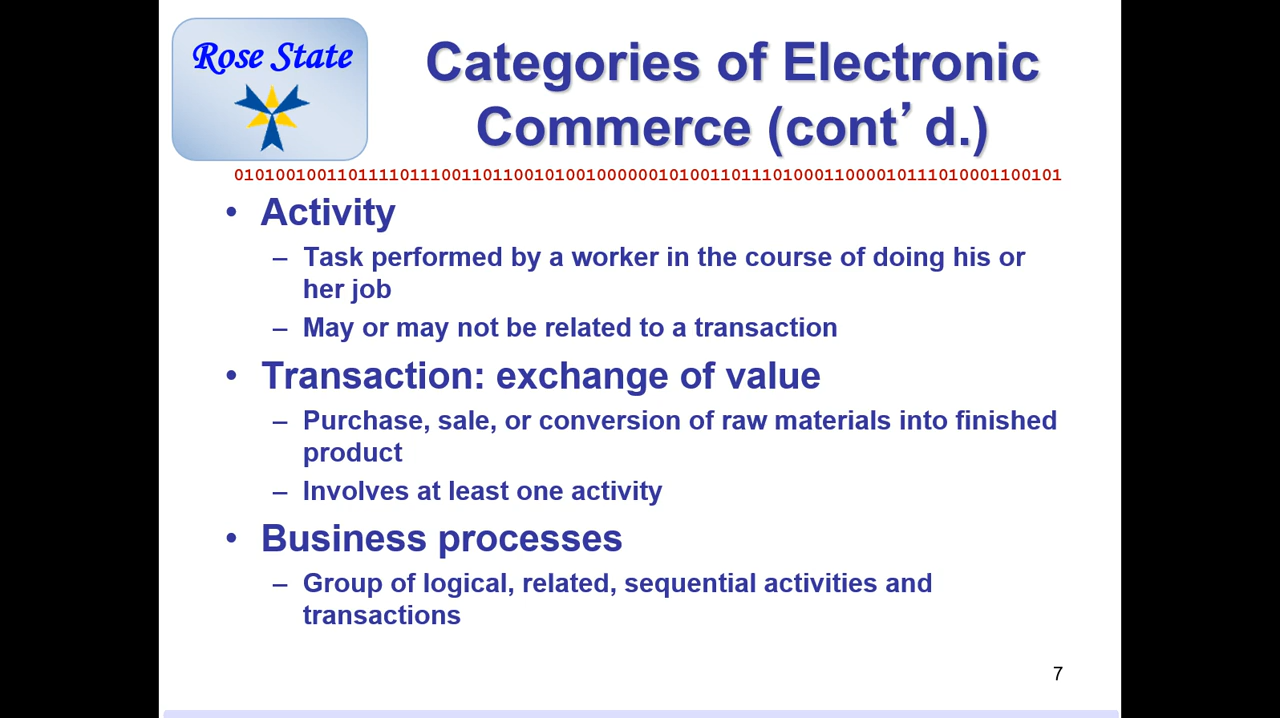 Rose State
Categories of Electronic
Commerce (cont’d.)
01010010011011110111001101100101001000000101001101110100011000010111010001100101
• Activity
– Task performed by a worker in the course of doing his or
her job
– May or may not be related to a transaction
• Transaction: exchange of value
– Purchase, sale, or conversion of raw materials into finished
product
– Involves at least one activity
• Business processes
– Group of logical, related, sequential activities and
transactions
7